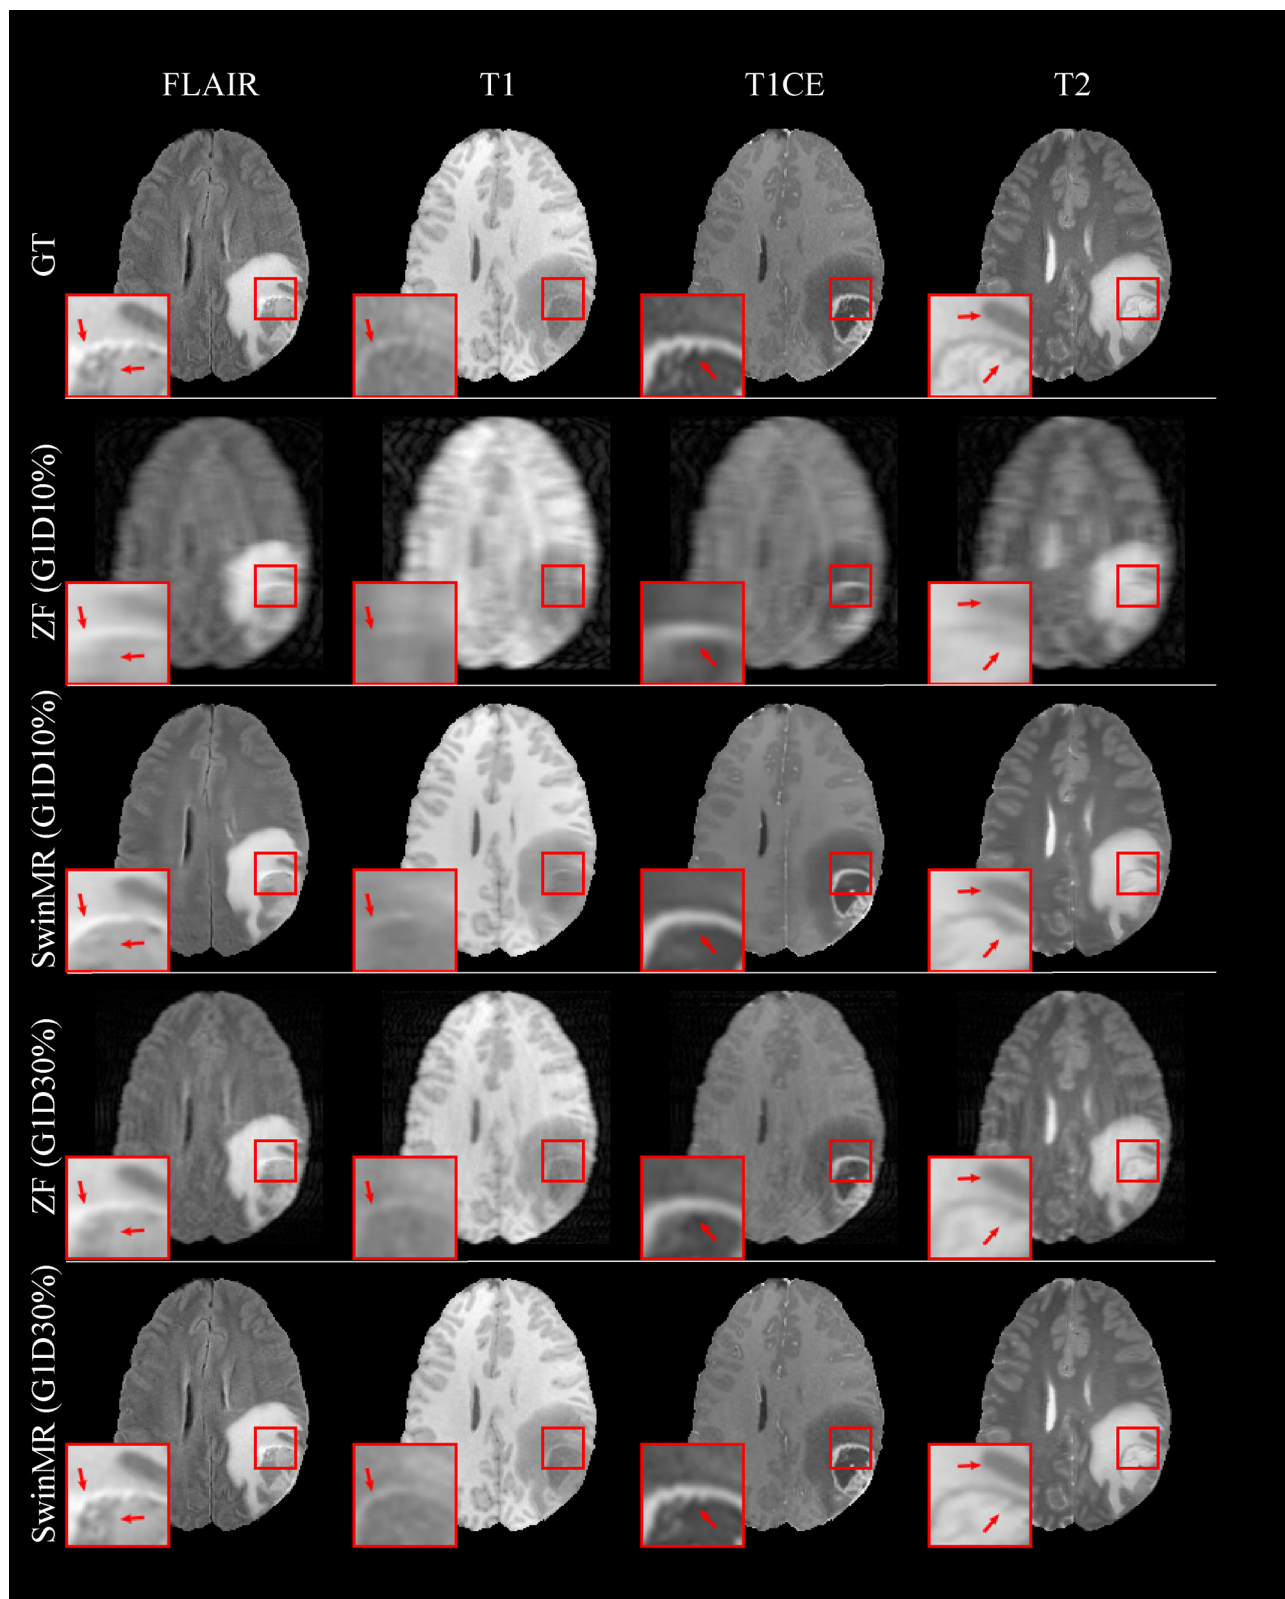 FLAIR T1 T1CE T2
GT
ZF (G1D10%)
SwinMR (G1D10%)
ZF (G1D30%)
SwinMR (G1D30%)